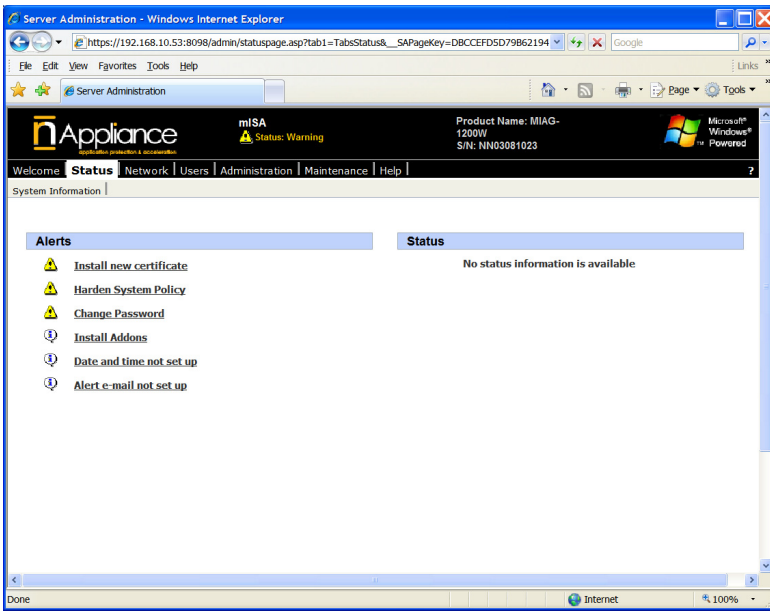 Server Administration - Windows Internet Explorer
https://192.168.10.53:8098/admin/statuspage.asp?tab1=TabsStatus&__SAPageKey=DBCCEFD5D79B62194
Google
File Edit View Favorites Tools Help
Links
Server Administration
Page Tools
nAppliance
application protection & acceleration
mISA
Status: Warning
Product Name: MIAG-
1200W
S/N: NN03081023
Microsoft®
Windows®
TM Powered
Welcome Status Network Users Administration Maintenance Help ?
System Information
Alerts
Status
Install new certificate
No status information is available
Harden System Policy
Change Password
Install Addons
Date and time not set up
Alert e-mail not set up
Done
Internet
100%